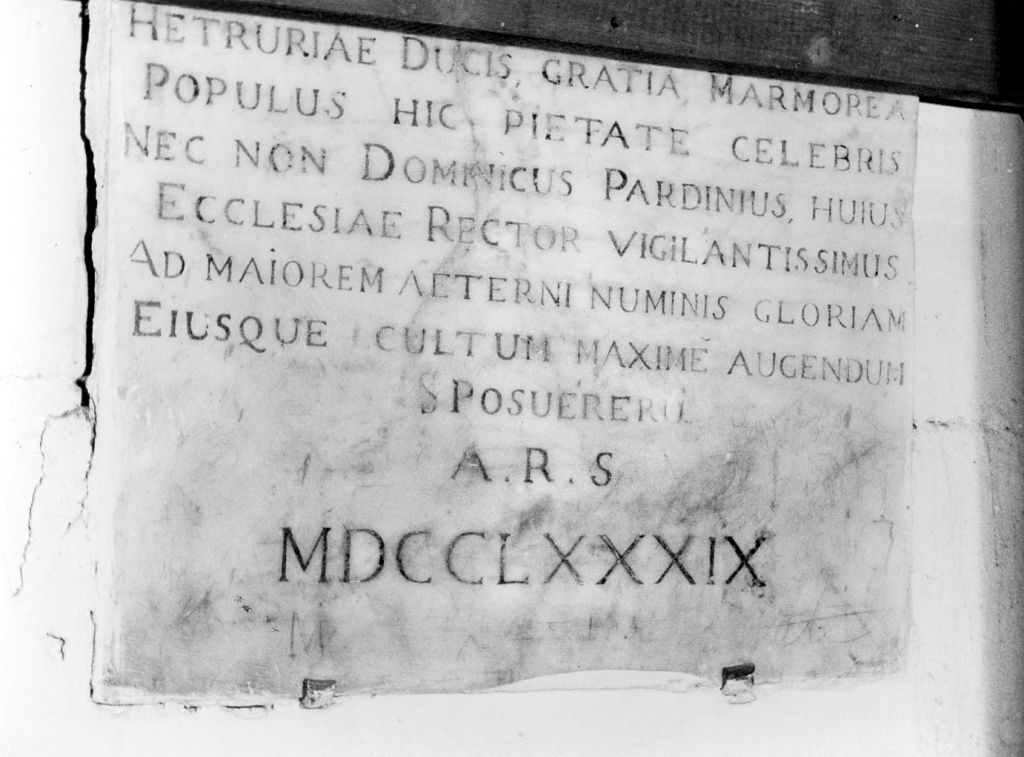 HETRURIAE DUCIS, GRATIA, MARMOREA
POPULUS HIC PIETATE CELEBRIS
NEC NON DOMINICUS PARDINIUS, HUIUS
ECCLESIAE RECTOR VIGILANTISSIMUS
AD MAIOREM AETERNI NUMINIS GLORIAM
EIUSQUE CULTUM MAXIME AUGENDUM
A.R.S
MDCCLXXXIX